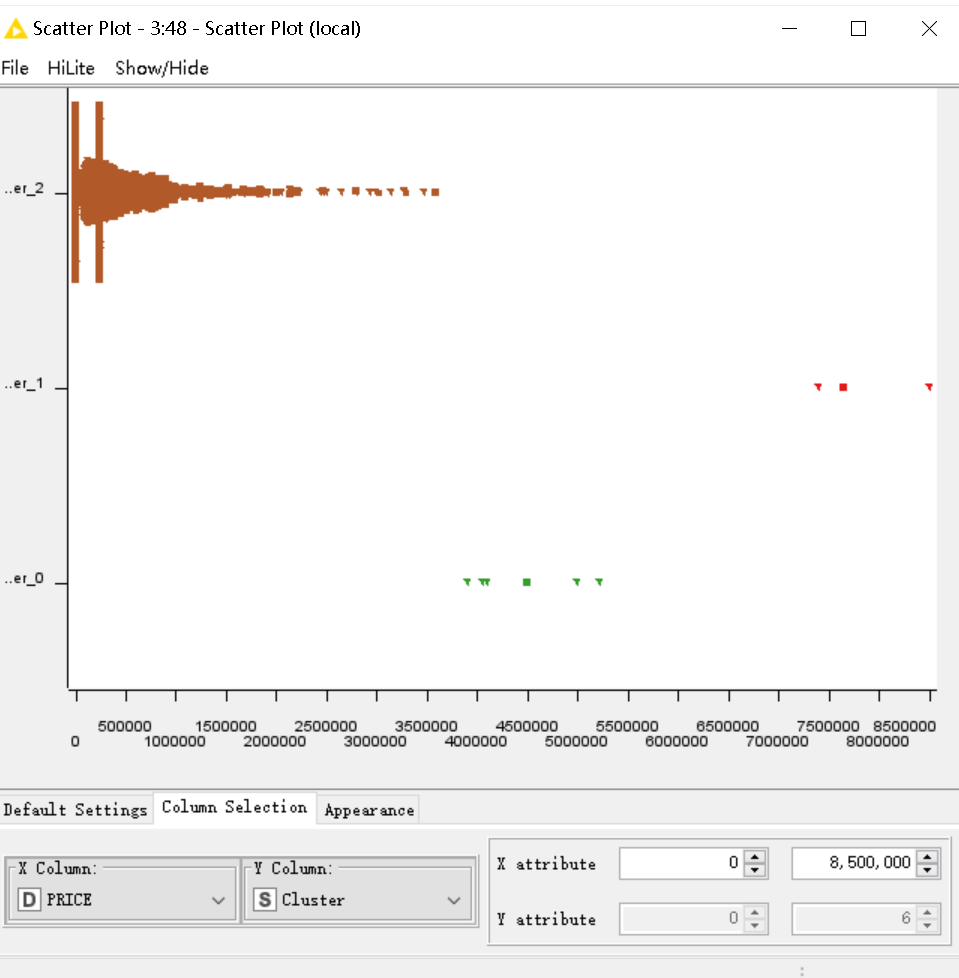 Scatter Plot - 3:48 - Scatter Plot (local)
File HiLite Show/Hide
..er_2
..er_1
..er_0
500000 1500000 2500000 3500000 4500000 5500000 6500000 7500000 8500000
0 1000000 2000000 3000000 4000000 5000000 6000000 7000000 8000000
Default Settings Column Selection Appearance
X Column: Y Column:
D PRICE S Cluster
X attribute 0 8,500,000
Y attribute 0 6